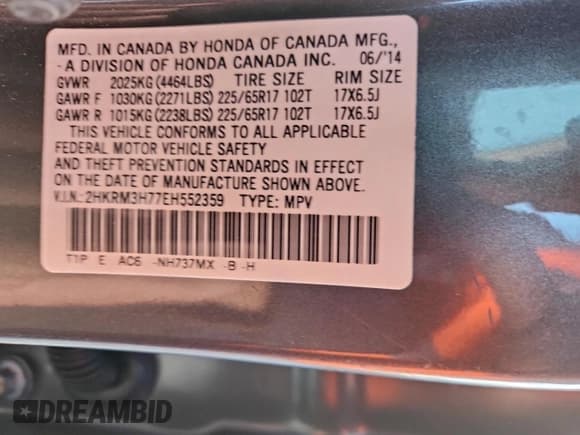 MFD. IN CANADA BY HONDA OF CANADA MFG.,
- A DIVISION OF HONDA CANADA INC. 06/'14
GVWR 2025KG (4464LBS) TIRE SIZE RIM SIZE
GAWR F 1030KG (2271LBS) 225/65R17 102T 17X6.5J
GAWR R 1015KG (2238LBS) 225/65R17 102T 17X6.5J
THIS VEHICLE CONFORMS TO ALL APPLICABLE
FEDERAL MOTOR VEHICLE SAFETY
AND THEFT PREVENTION STANDARDS IN EFFECT
ON THE DATE OF MANUFACTURE SHOWN ABOVE.
V.I.N.: 2HKRM3H77EH552359 TYPE: MPV
T1P E AC6 -NH737MX -B -H
DREAMBID